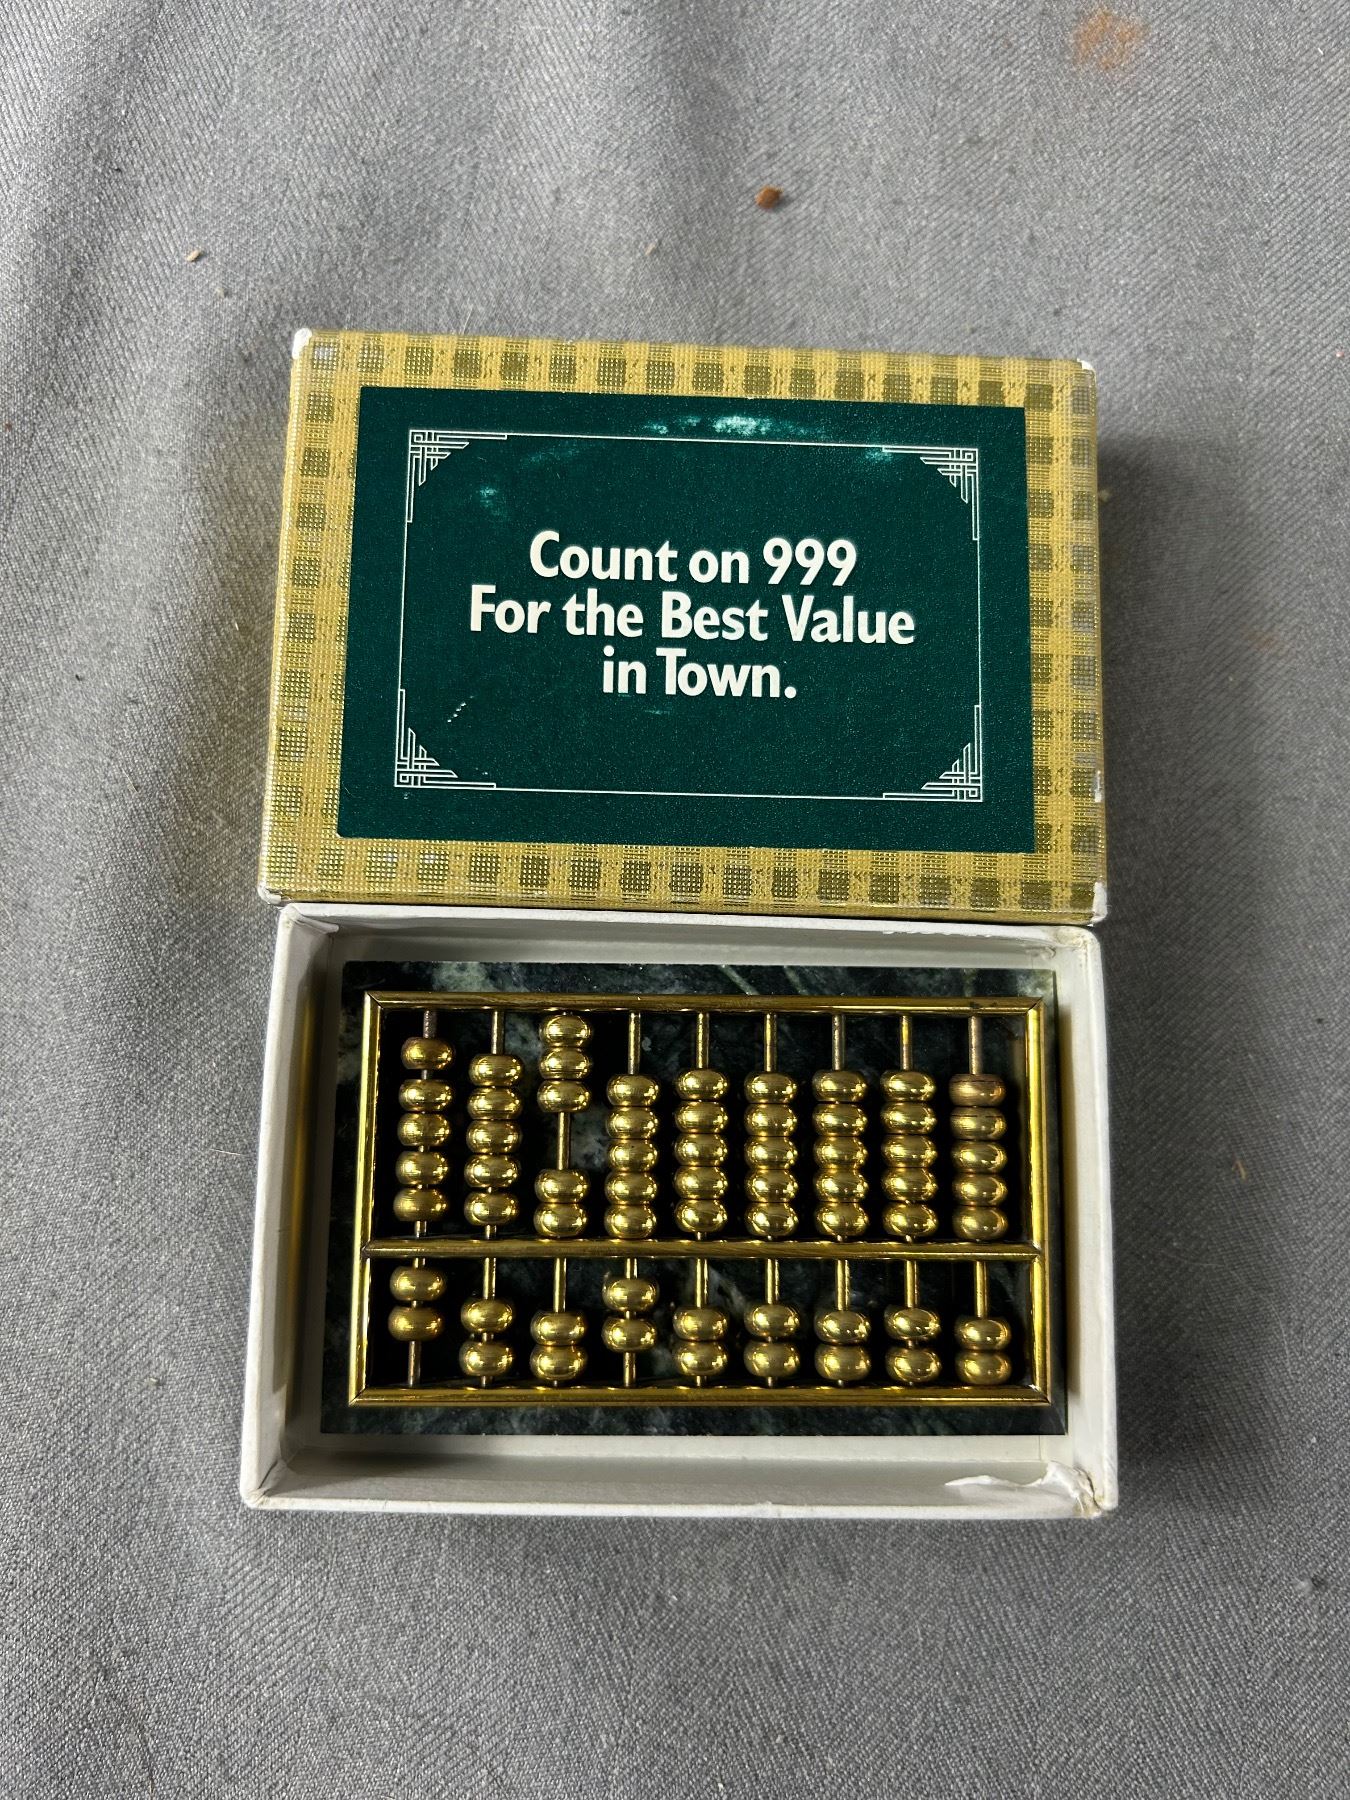 Count on 999
For the Best Value
in Town.